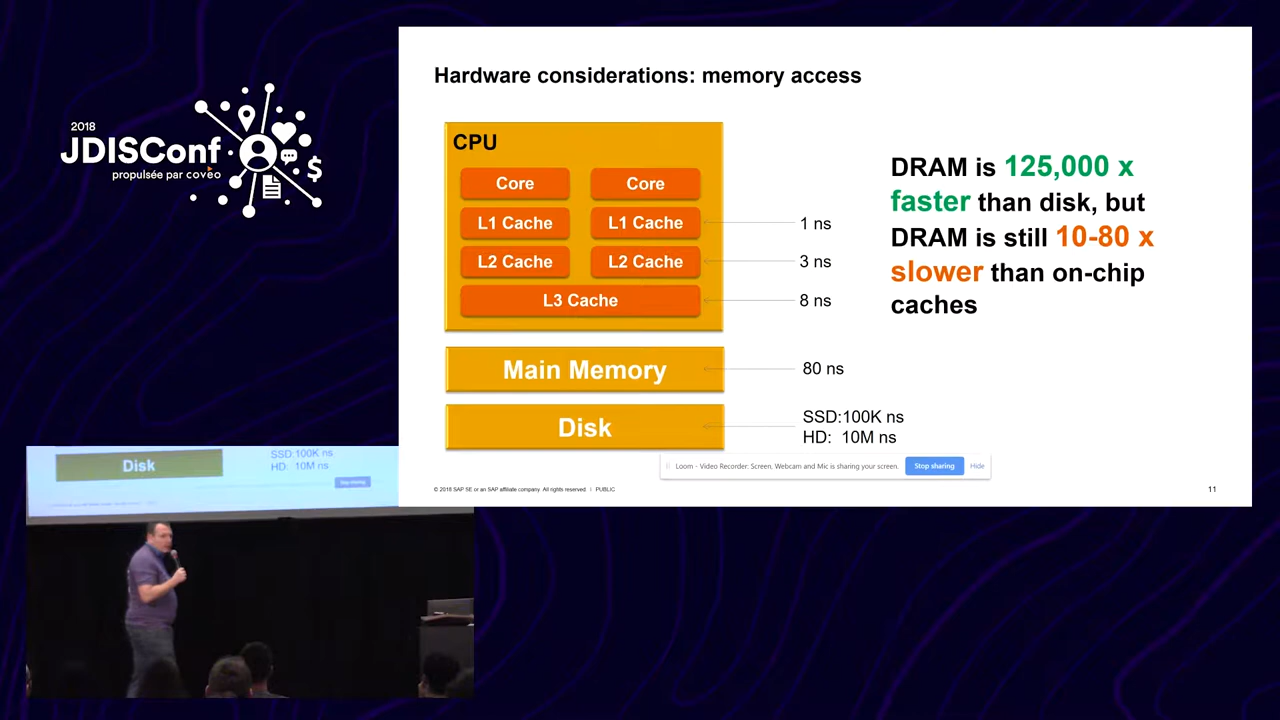 2018
JDISConf
propulsée par coveo
$
Hardware considerations: memory access
CPU
Core
Core
L1 Cache
L1 Cache
1 ns
L2 Cache
L2 Cache
3 ns
L3 Cache
8 ns
Main Memory
80 ns
Disk
SSD:100K ns
HD: 10M ns
DRAM is 125,000 x
faster than disk, but
DRAM is still 10-80 x
slower than on-chip
caches
Loom - Video Recorder: Screen, Webcam and Mic is sharing your screen.
Stop sharing
Hide
© 2018 SAP SE or an SAP affiliate company. All rights reserved. | PUBLIC
11
Disk
SSD:100K ns
HD: 10M ns
Stop sharing